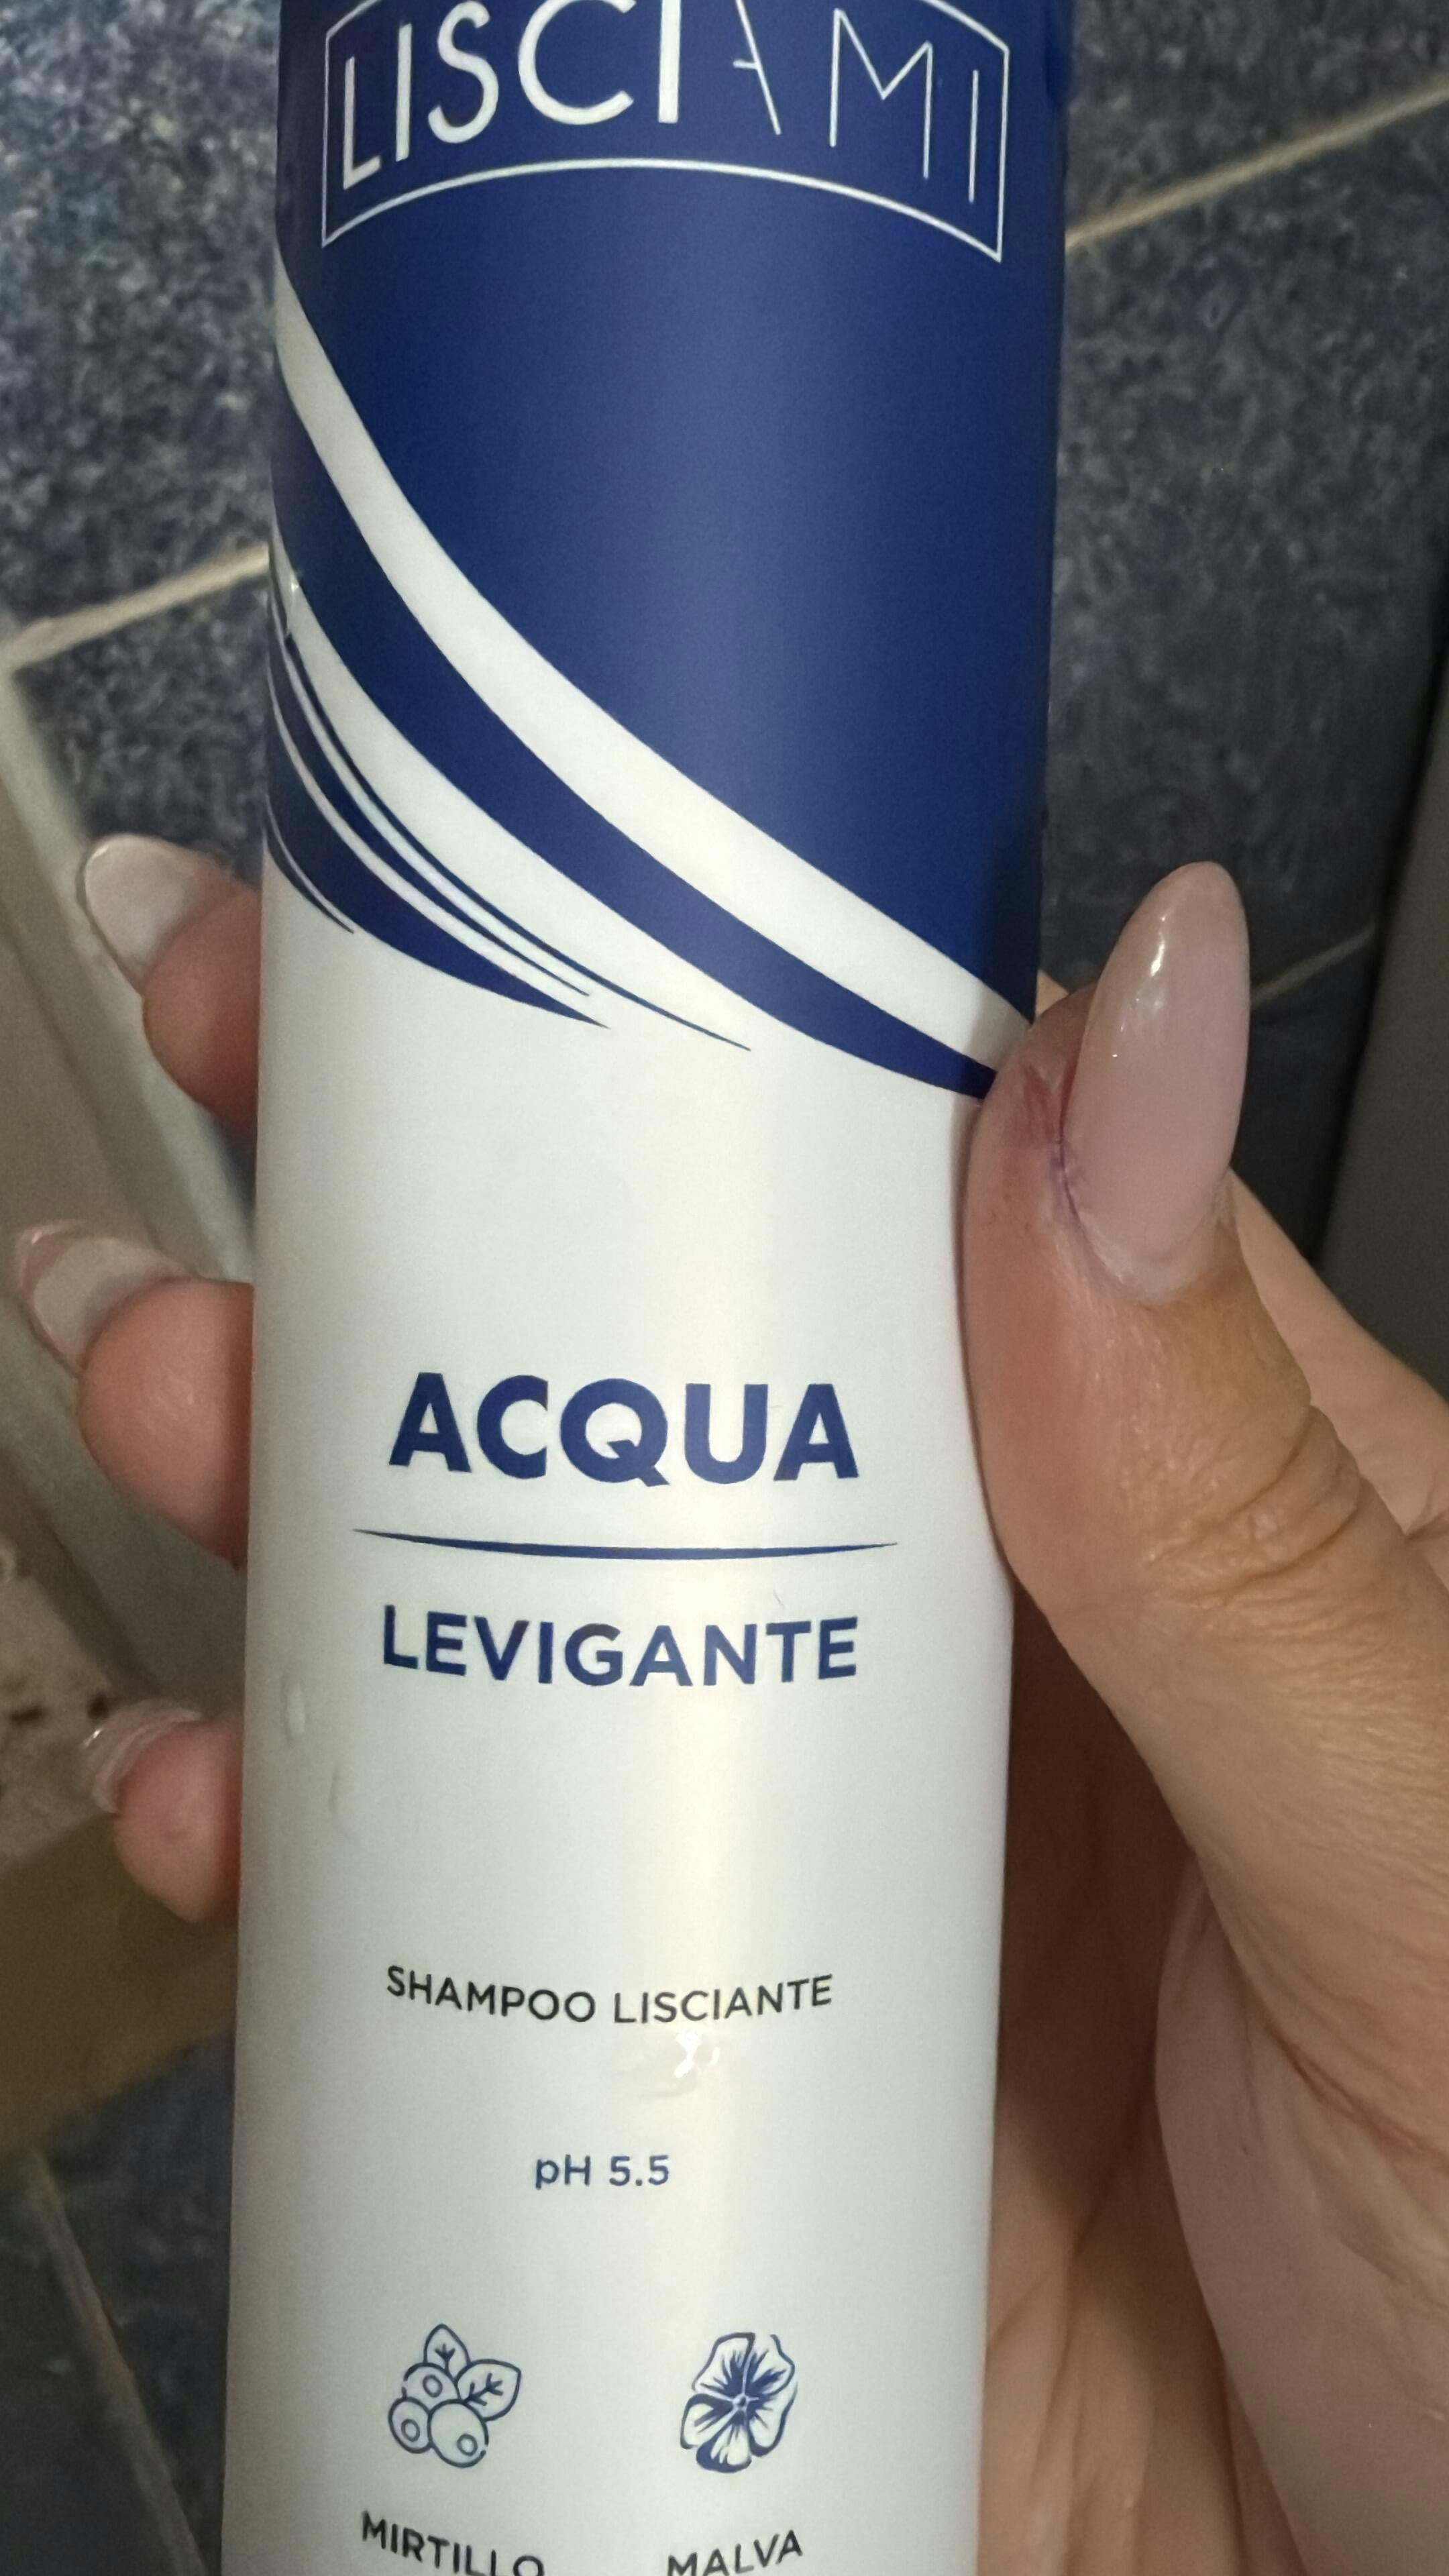 LISCIAMI
ACQUA
LEVIGANTE
SHAMPOO LISCIANTE
pH 5.5
MIRTILLO MALVA